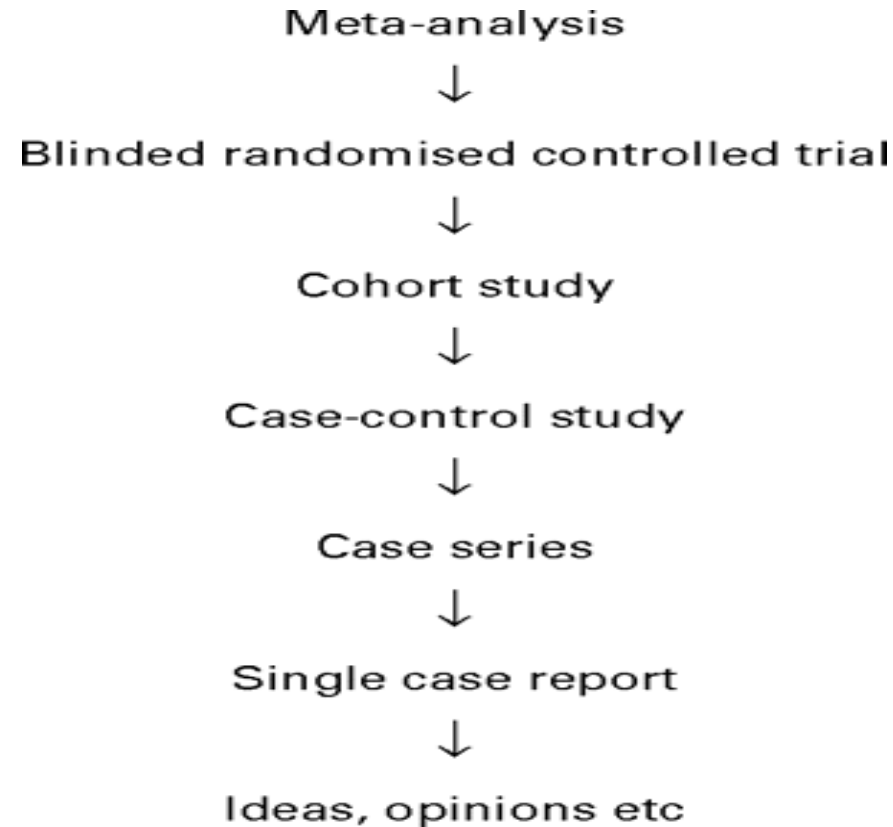 Meta-analysis
↓
Blinded randomised controlled trial
↓
Cohort study
↓
Case-control study
↓
Case series
↓
Single case report
↓
Ideas, opinions etc